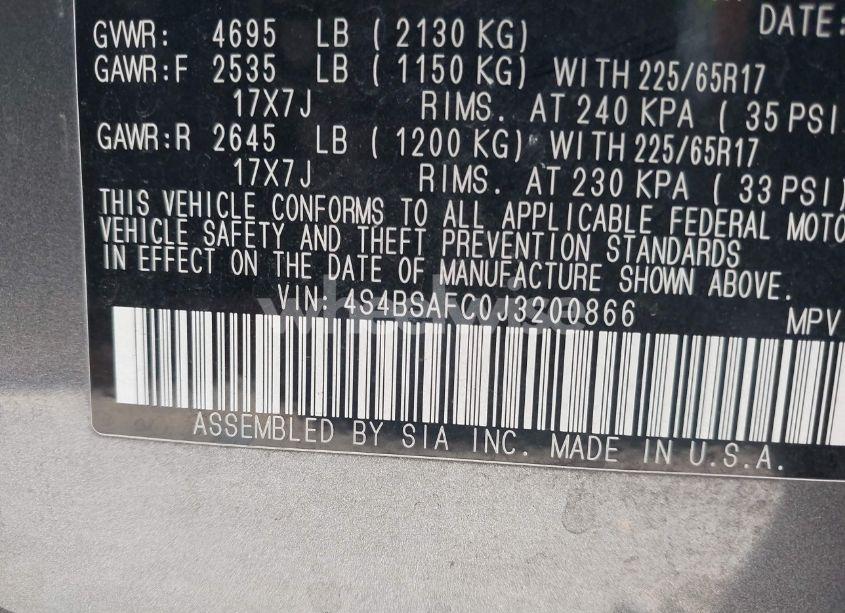 DATE:
GVWR: 4695 LB ( 2130 KG)
GAWR:F 2535 LB ( 1150 KG) WITH 225/65R17
17X7J RIMS. AT 240 KPA ( 35 PSI
GAWR:R 2645 LB ( 1200 KG) WITH 225/65R17
17X7J RIMS. AT 230 KPA ( 33 PSI)
THIS VEHICLE CONFORMS TO ALL APPLICABLE FEDERAL MOTO
VEHICLE SAFETY AND THEFT PREVENTION STANDARDS
IN EFFECT ON THE DATE OF MANUFACTURE SHOWN ABOVE.
VIN: 4S4BSAFC0J3200866 MPV
ASSEMBLED BY SIA INC. MADE IN U.S.A.